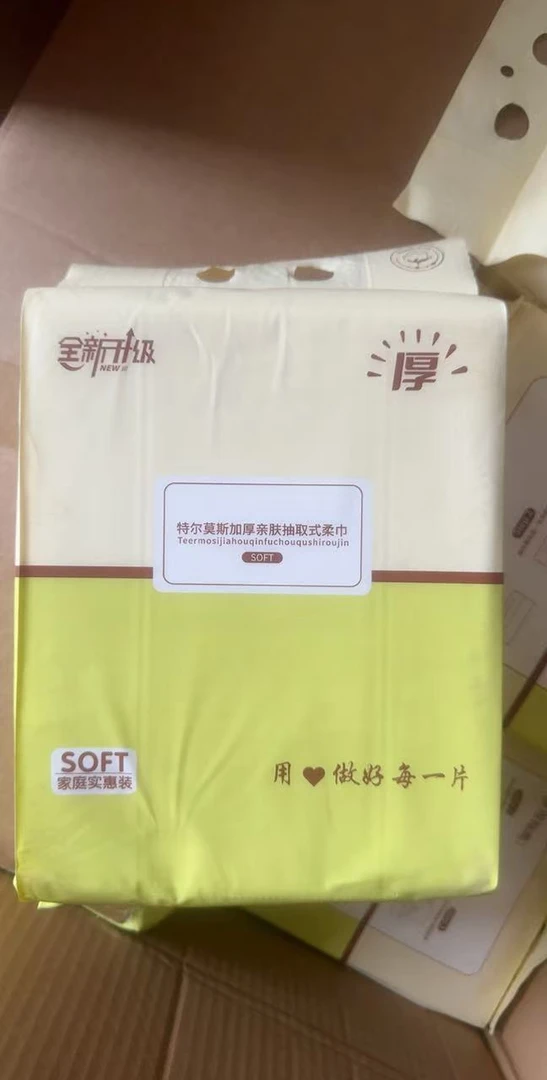 全新升级
NEW
厚
特尔莫斯加厚亲肤抽取式柔巾
Teermosijiahouqinfuchouqushiroujin
SOFT
SOFT
家庭实惠装
用❤做好每一片